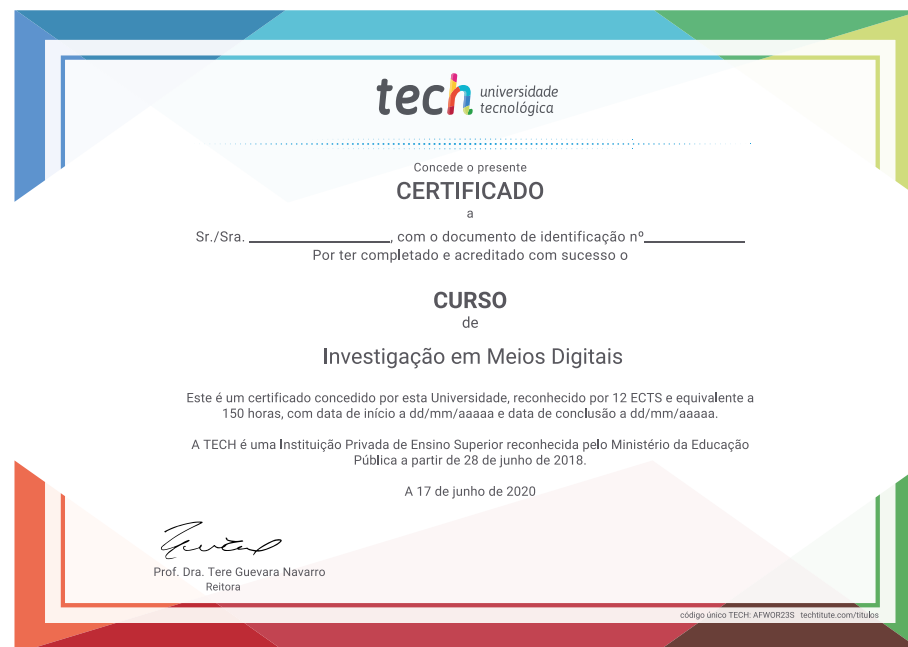 tech universidade
tecnológica
Concede o presente
CERTIFICADO
a
Sr./Sra. ____________________, com o documento de identificação nº______________
Por ter completado e acreditado com sucesso o
CURSO
de
Investigação em Meios Digitais
Este é um certificado concedido por esta Universidade, reconhecido por 12 ECTS e equivalente a
150 horas, com data de início a dd/mm/aaaaa e data de conclusão a dd/mm/aaaaa.
A TECH é uma Instituição Privada de Ensino Superior reconhecida pelo Ministério da Educação
Pública a partir de 28 de junho de 2018.
A 17 de junho de 2020
Prof. Dra. Tere Guevara Navarro
Reitora
código único TECH: AFWOR23S techtitute.com/titulos